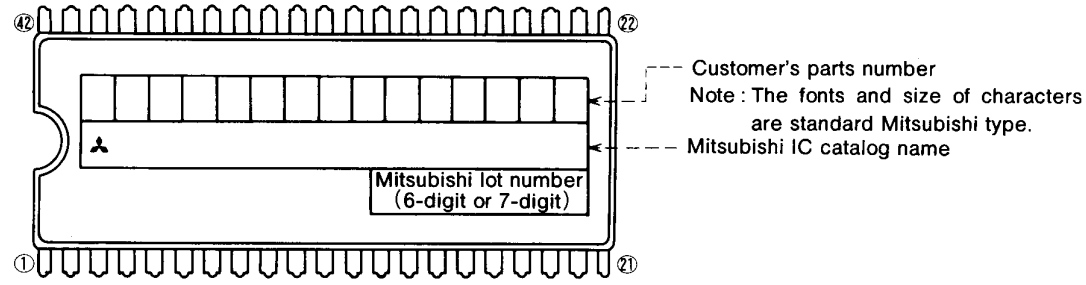 ㊷ ㉒
Customer's parts number
Note : The fonts and size of characters
are standard Mitsubishi type.
Mitsubishi IC catalog name
Mitsubishi lot number
(6-digit or 7-digit)
① ㉑